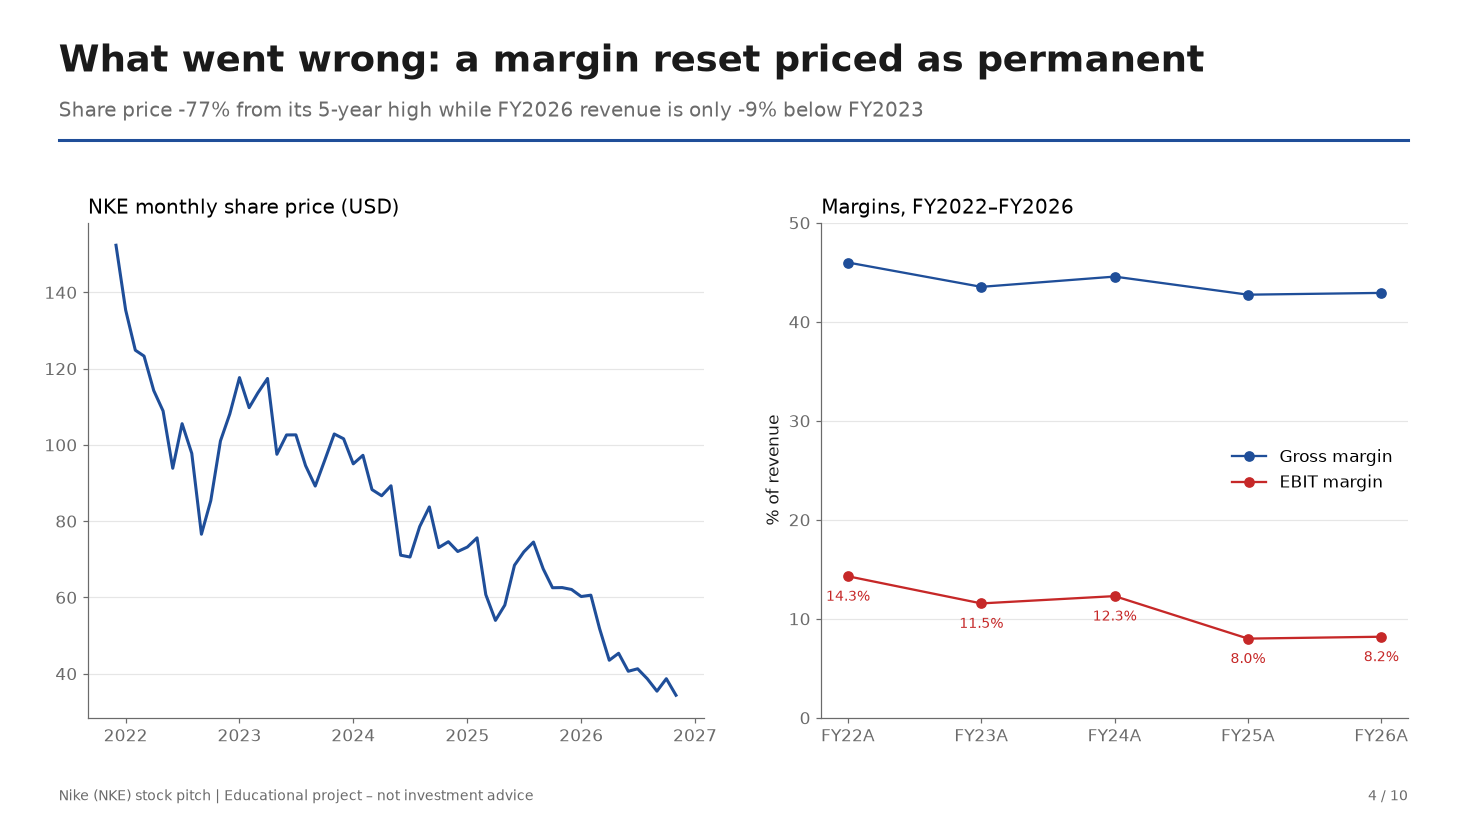 What went wrong: a margin reset priced as permanent
Share price -77% from its 5-year high while FY2026 revenue is only -9% below FY2023
NKE monthly share price (USD)
140
120
100
80
60
40
2022
2023
2024
2025
2026
2027
Margins, FY2022–FY2026
% of revenue
50
40
30
20
10
0
Gross margin
EBIT margin
14.3%
11.5%
12.3%
8.0%
8.2%
FY22A
FY23A
FY24A
FY25A
FY26A
Nike (NKE) stock pitch | Educational project – not investment advice
4 / 10